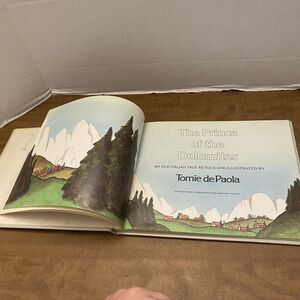 The Prince
of the
Dolomites
AN OLD ITALIAN TALE RETOLD AND ILLUSTRATED BY
Tomie de Paola